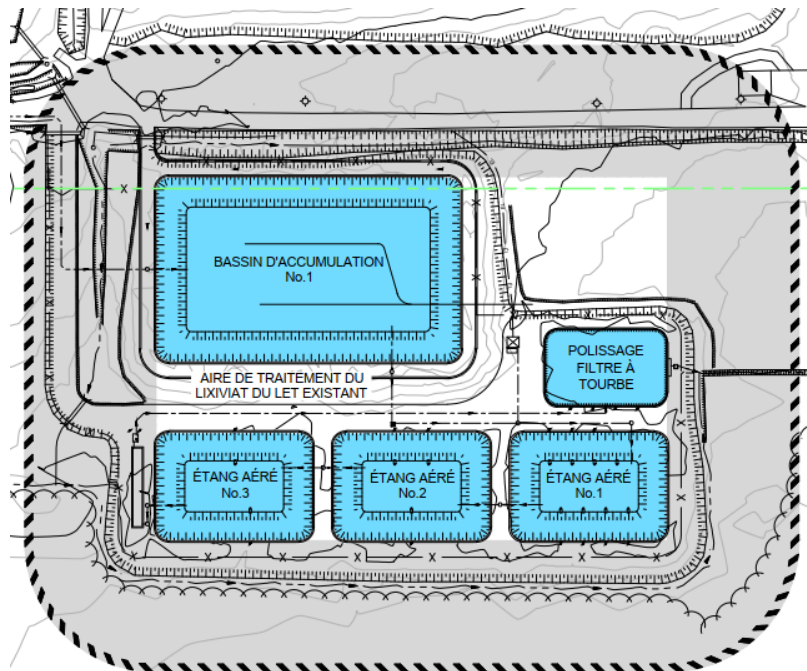 BASSIN D'ACCUMULATION
No.1
POLISSAGE
FILTRE À
TOURBE
AIRE DE TRAITEMENT DU
LIXIVIAT DU LET EXISTANT
ÉTANG AÉRÉ
No.3
ÉTANG AÉRÉ
No.2
ÉTANG AÉRÉ
No.1